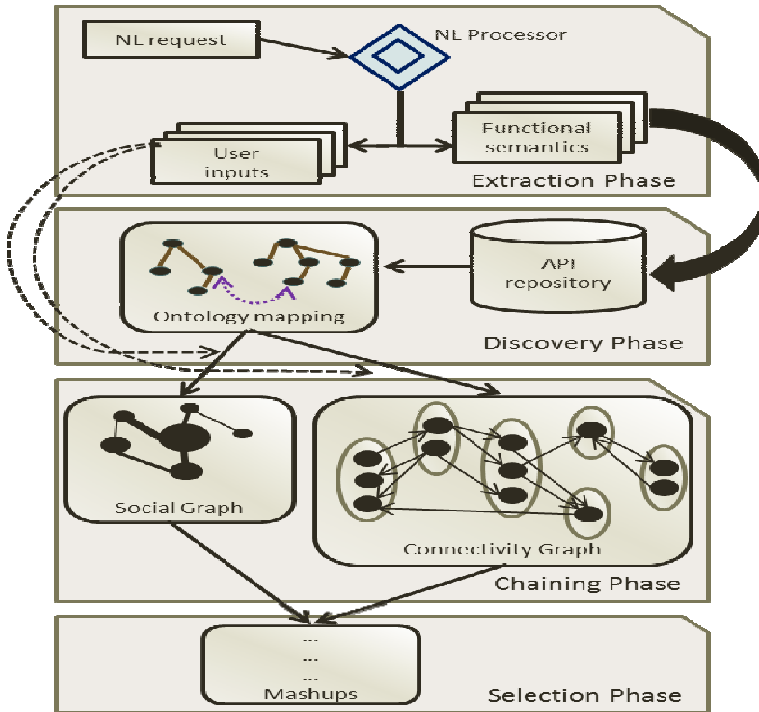 NL request
NL Processor
User
inputs
Functional
semantics
Extraction Phase
API
repository
Ontology mapping
Discovery Phase
Social Graph
Connectivity Graph
Chaining Phase
...
...
...
Mashups
Selection Phase